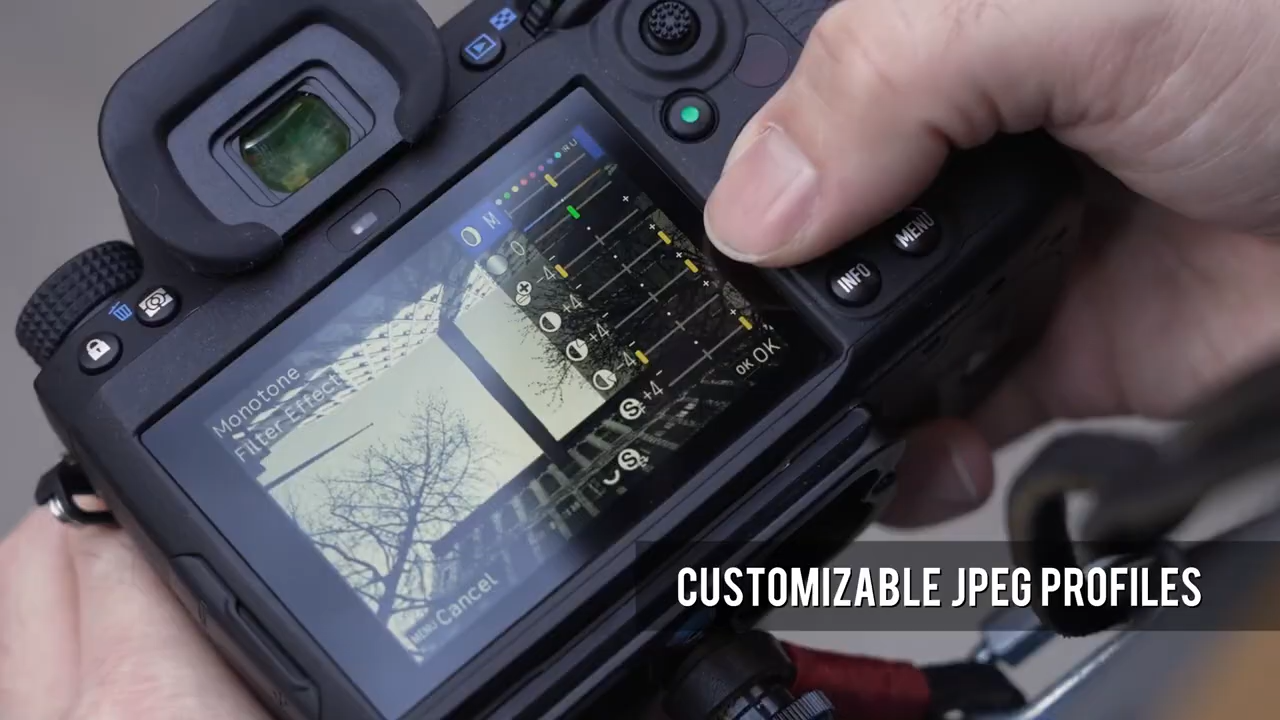 Monotone
Filter Effect
M
0
-4
+4
+4
-4
+4
OK OK
MENU Cancel
INFO
MENU
CUSTOMIZABLE JPEG PROFILES